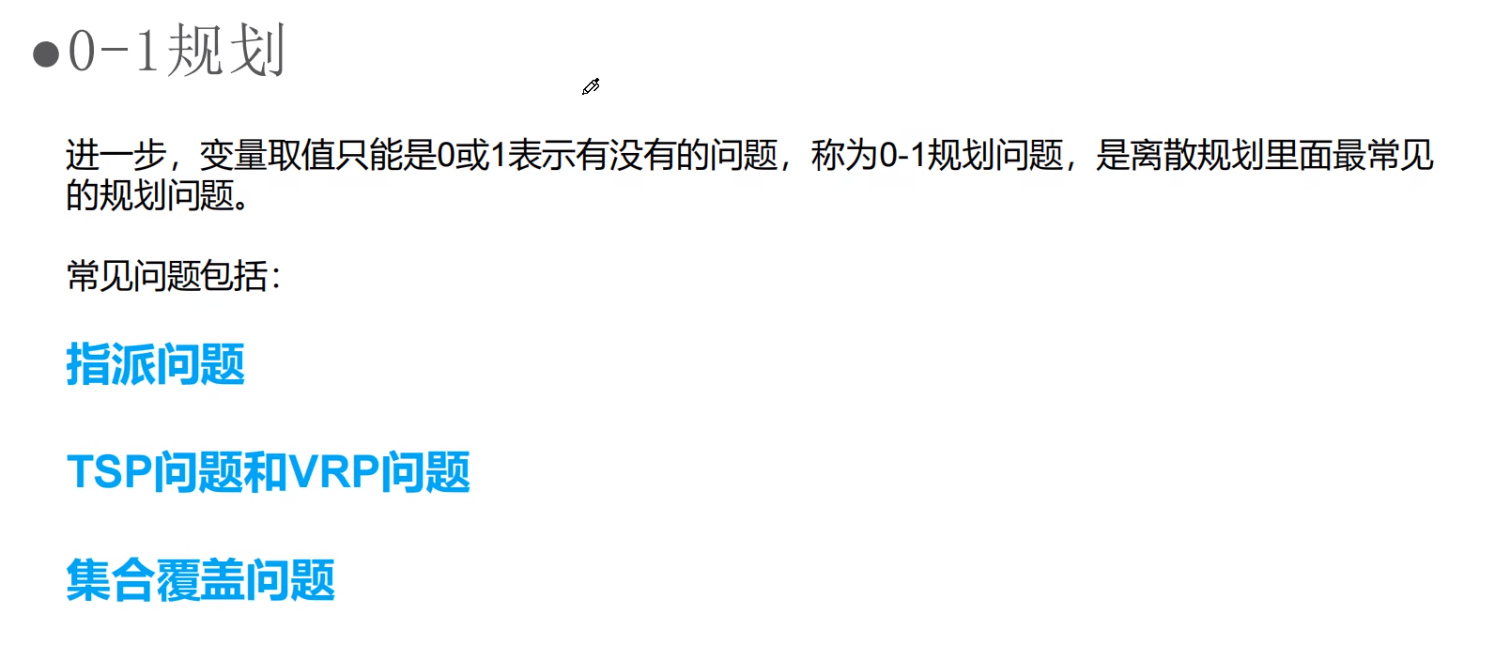 ●0-1规划
进一步，变量取值只能是0或1表示有没有的问题，称为0-1规划问题，是离散规划里面最常见
的规划问题。
常见问题包括：
指派问题
TSP问题和VRP问题
集合覆盖问题